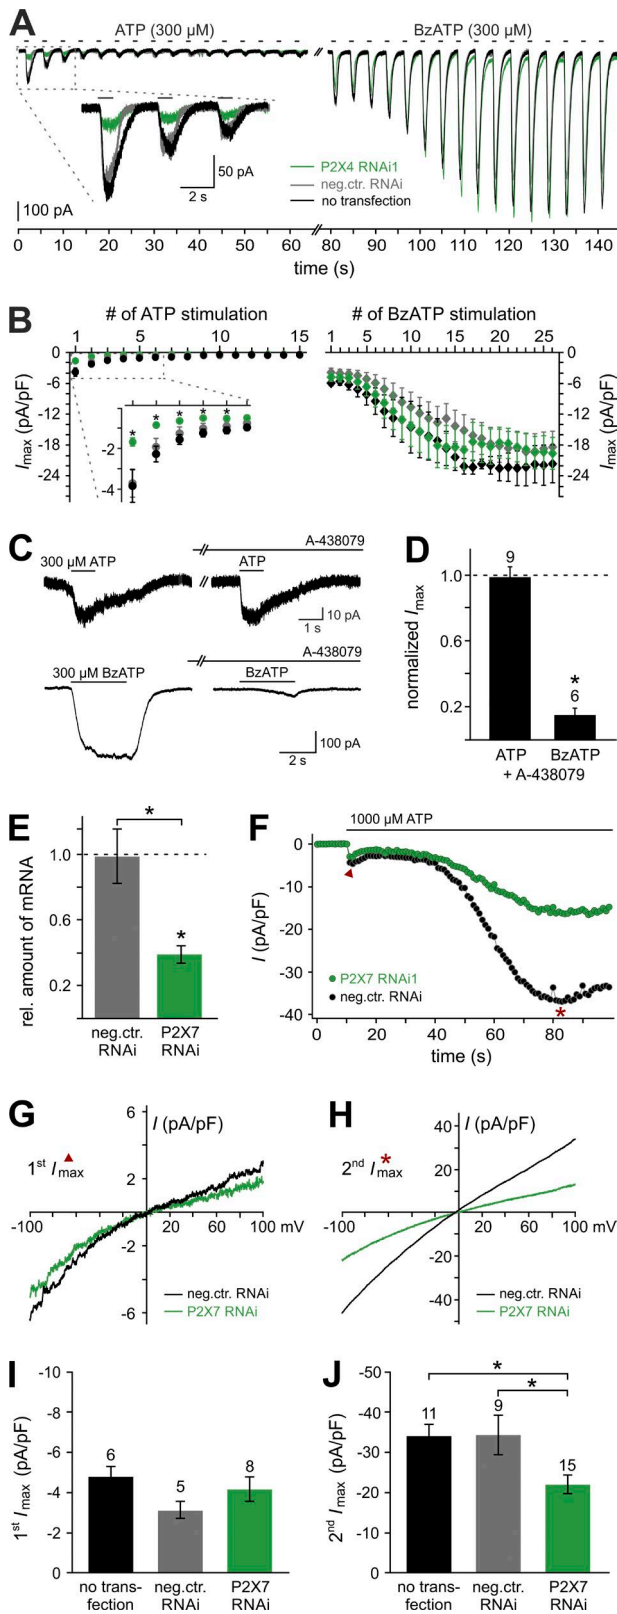 A
ATP (300 µM)
BzATP (300 µM)
50 pA
2 s
P2X4 RNAi1
neg.ctr. RNAi
no transfection
100 pA
0 10 20 30 40 50 60 80 90 100 110 120 130 140
time (s)
B
# of ATP stimulation
# of BzATP stimulation
1 5 10 15
1 5 10 15 20 25
0
-6
-12
-18
-24
Imax (pA/pF)
0
-2
-4
* * * * *
0
-6
-12
-18
-24
Imax (pA/pF)
C
A-438079
300 µM ATP
ATP
10 pA
1 s
A-438079
300 µM BzATP
BzATP
100 pA
2 s
D
normalized Imax
1.0
0.6
0.2
9
*
6
ATP BzATP
+ A-438079
E
rel. amount of mRNA
1.0
0.6
0.2
*
*
neg.ctr. RNAi
P2X7 RNAi
F
1000 µM ATP
I (pA/pF)
0
-10
-20
-30
-40
P2X7 RNAi1
neg.ctr. RNAi
*
0 20 40 60 80
time (s)
G
I (pA/pF)
1st Imax
6
2
-2
-6
-100
20 60 100 mV
neg.ctr. RNAi
P2X7 RNAi
H
I (pA/pF)
2nd Imax
*
40
20
-20
-40
-100
20 60 100 mV
neg.ctr. RNAi
P2X7 RNAi
I
1st Imax (pA/pF)
-10
-8
-6
-4
-2
0
6
5
8
no trans-
fection
neg.ctr.
RNAi
P2X7
RNAi
J
2nd Imax (pA/pF)
-50
-40
-30
-20
-10
0
*
*
11
9
15
no trans-
fection
neg.ctr.
RNAi
P2X7
RNAi